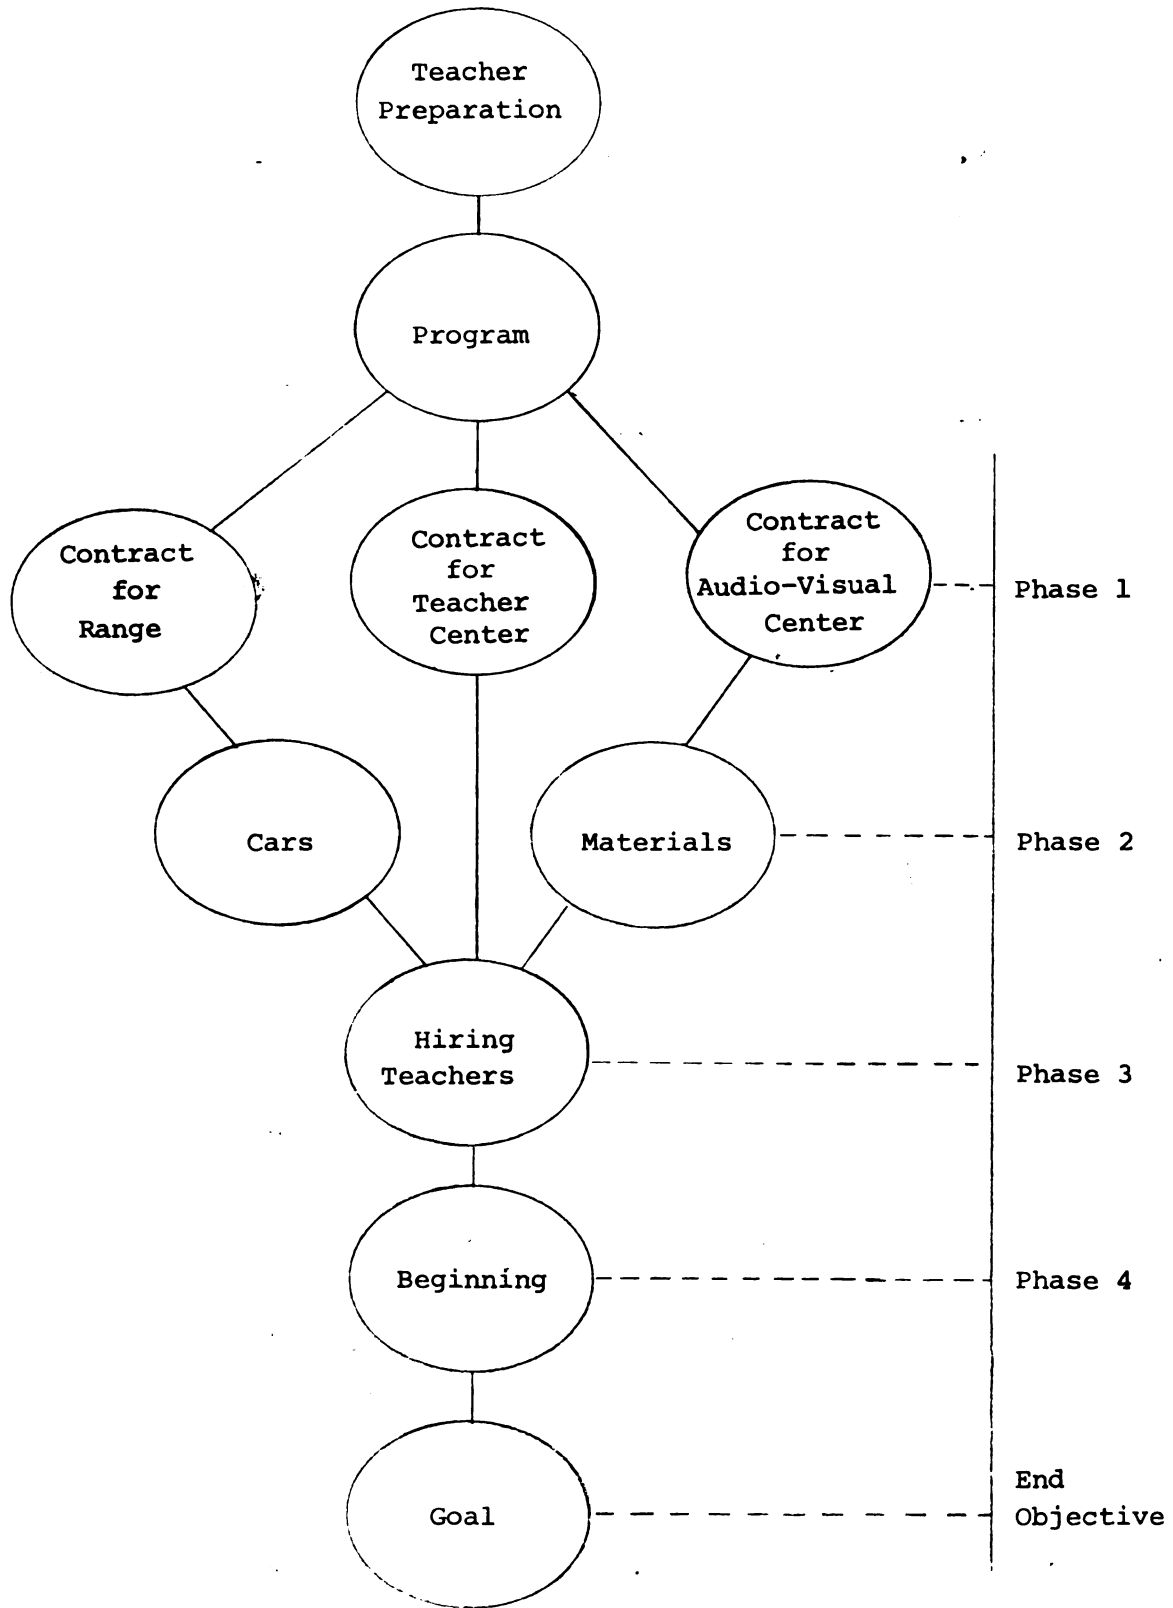 Teacher
Preparation
Program
Contract
for
Range
Contract
for
Teacher
Center
Contract
for
Audio-Visual
Center
Phase 1
Cars
Materials
Phase 2
Hiring
Teachers
Phase 3
Beginning
Phase 4
Goal
End
Objective